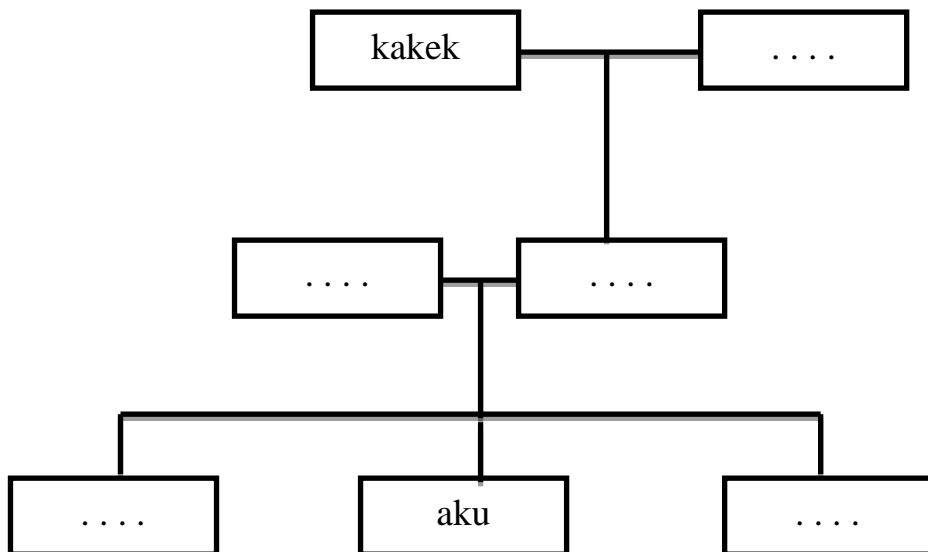 kakek
. . . .
. . . .
. . . .
. . . .
aku
. . . .